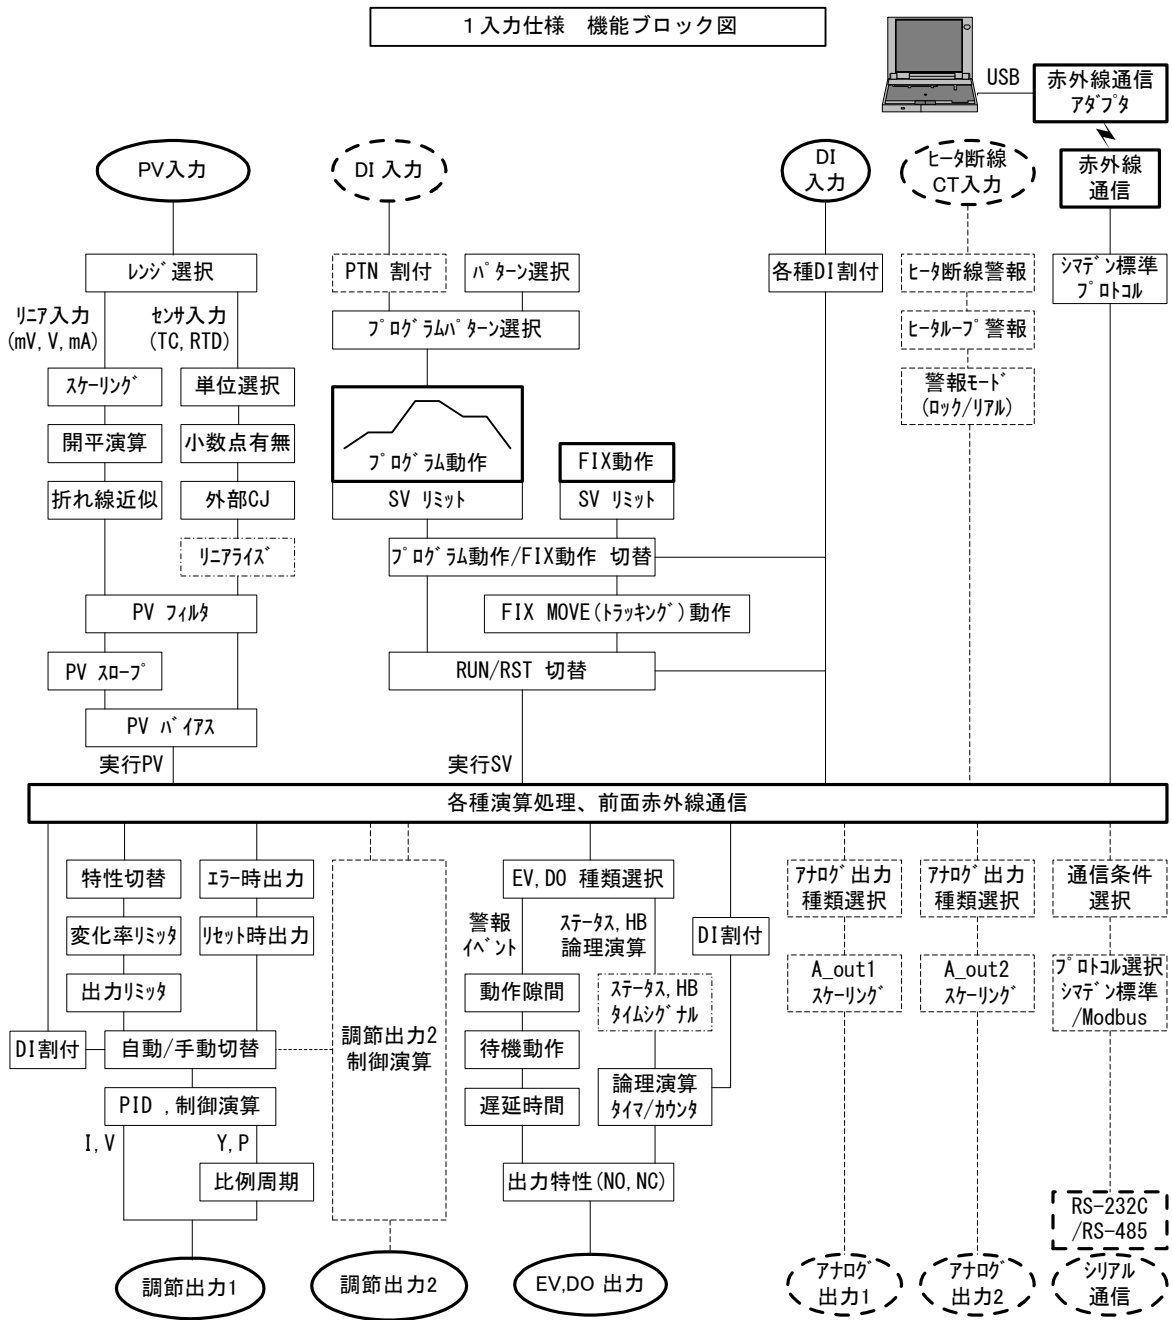 1入力仕様　機能ブロック図
USB
赤外線通信
アダプタ
PV入力
DI 入力
DI
入力
ヒータ断線
CT入力
赤外線
通信
レンジ選択
PTN 割付
パターン選択
各種DI割付
ヒータ断線警報
シマデン標準
プロトコル
リニア入力
(mV, V, mA)
センサ入力
(TC, RTD)
プログラムパターン選択
ヒータループ警報
スケーリング
単位選択
警報モード
(ロック/リアル)
開平演算
小数点有無
プログラム動作
FIX動作
折れ線近似
外部CJ
SV リミット
SV リミット
リニアライズ
プログラム動作/FIX動作 切替
PV フィルタ
FIX MOVE(トラッキング)動作
PV スロープ
RUN/RST 切替
PV バイアス
実行PV
実行SV
各種演算処理、前面赤外線通信
特性切替
エラー時出力
EV, DO 種類選択
アナログ出力
種類選択
アナログ出力
種類選択
通信条件
選択
変化率リミッタ
リセット時出力
警報
イベント
ステータス, HB
論理演算
DI割付
出力リミッタ
動作隙間
ステータス, HB
タイムシグナル
A_out1
スケーリング
A_out2
スケーリング
プロトコル選択
シマデン標準
/Modbus
DI割付
自動/手動切替
調節出力2
制御演算
待機動作
PID ,制御演算
遅延時間
論理演算
タイマ/カウンタ
I, V
Y, P
比例周期
出力特性(NO, NC)
RS-232C
/RS-485
調節出力1
調節出力2
EV,DO 出力
アナログ
出力1
アナログ
出力2
シリアル
通信